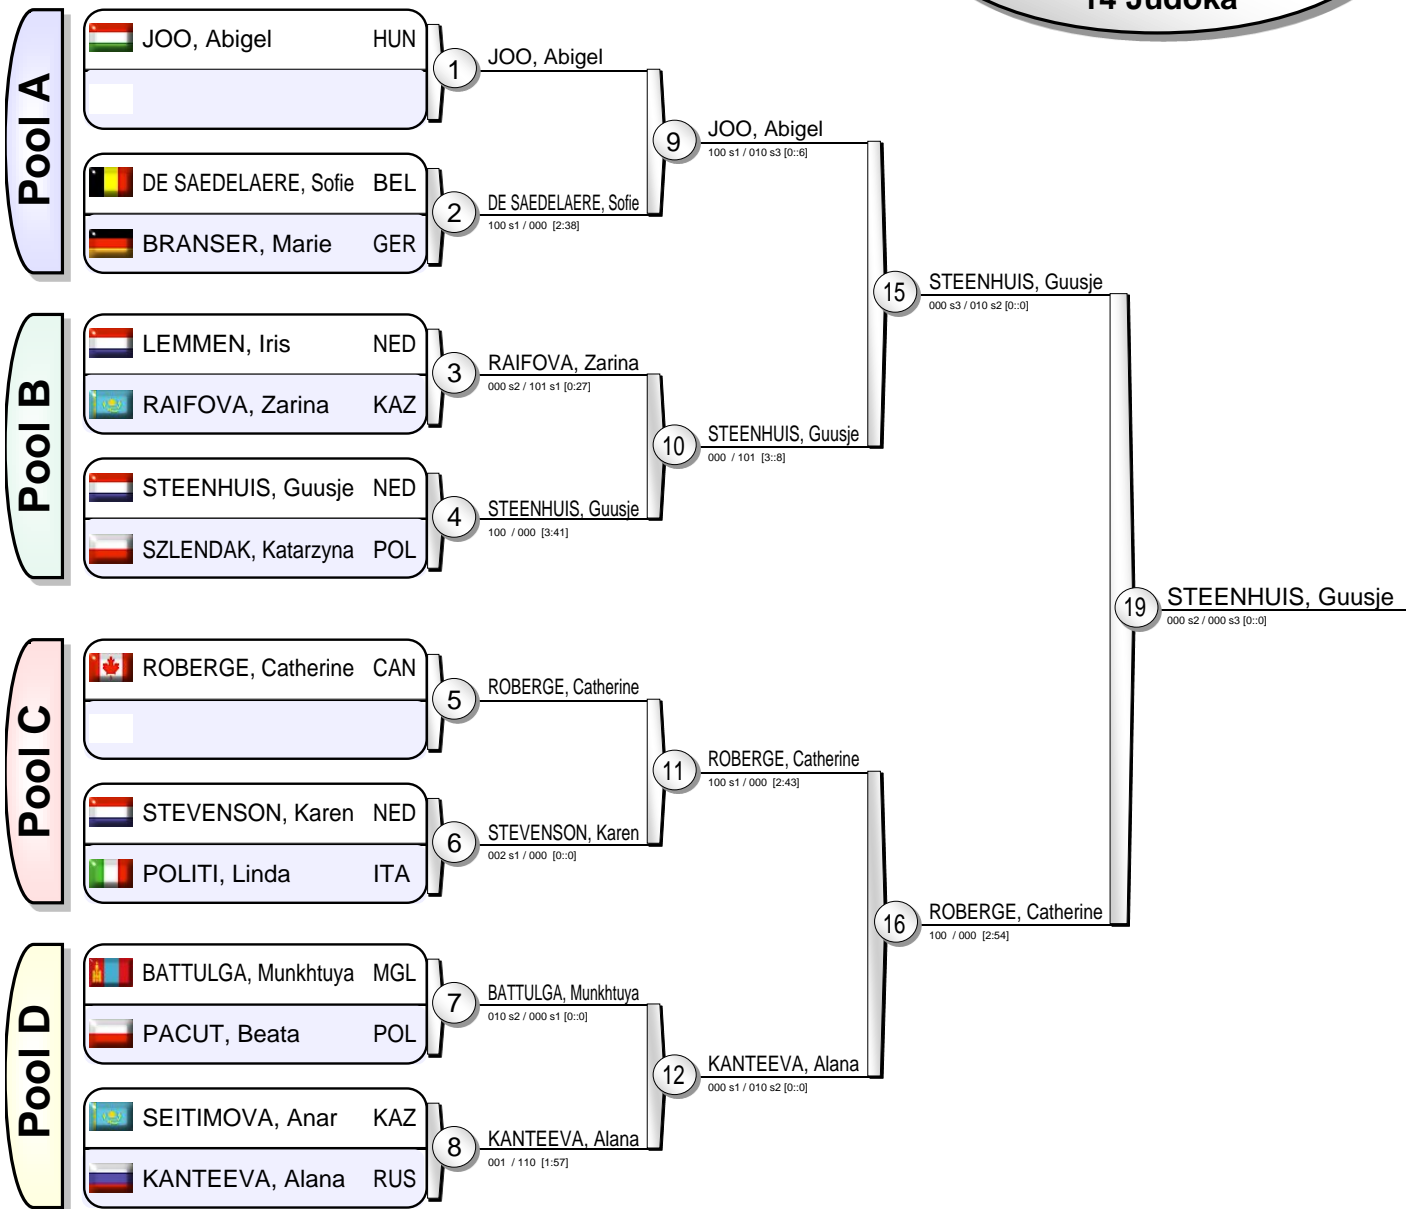 14 Judoka
Pool A
JOO, Abigel HUN
DE SAEDELAERE, Sofie BEL
BRANSER, Marie GER
Pool B
LEMMEN, Iris NED
RAIFOVA, Zarina KAZ
STEENHUIS, Guusje NED
SZLENDAK, Katarzyna POL
Pool C
ROBERGE, Catherine CAN
STEVENSON, Karen NED
POLITI, Linda ITA
Pool D
BATTULGA, Munkhtuya MGL
PACUT, Beata POL
SEITIMOVA, Anar KAZ
KANTEEVA, Alana RUS
1 JOO, Abigel
2 DE SAEDELAERE, Sofie
100 s1 / 000 [2:38]
3 RAIFOVA, Zarina
000 s2 / 101 s1 [0:27]
4 STEENHUIS, Guusje
100 / 000 [3:41]
5 ROBERGE, Catherine
6 STEVENSON, Karen
002 s1 / 000 [0::0]
7 BATTULGA, Munkhtuya
010 s2 / 000 s1 [0::0]
8 KANTEEVA, Alana
001 / 110 [1:57]
9 JOO, Abigel
100 s1 / 010 s3 [0::6]
10 STEENHUIS, Guusje
000 / 101 [3::8]
11 ROBERGE, Catherine
100 s1 / 000 [2:43]
12 KANTEEVA, Alana
000 s1 / 010 s2 [0::0]
15 STEENHUIS, Guusje
000 s3 / 010 s2 [0::0]
16 ROBERGE, Catherine
100 / 000 [2:54]
19 STEENHUIS, Guusje
000 s2 / 000 s3 [0::0]